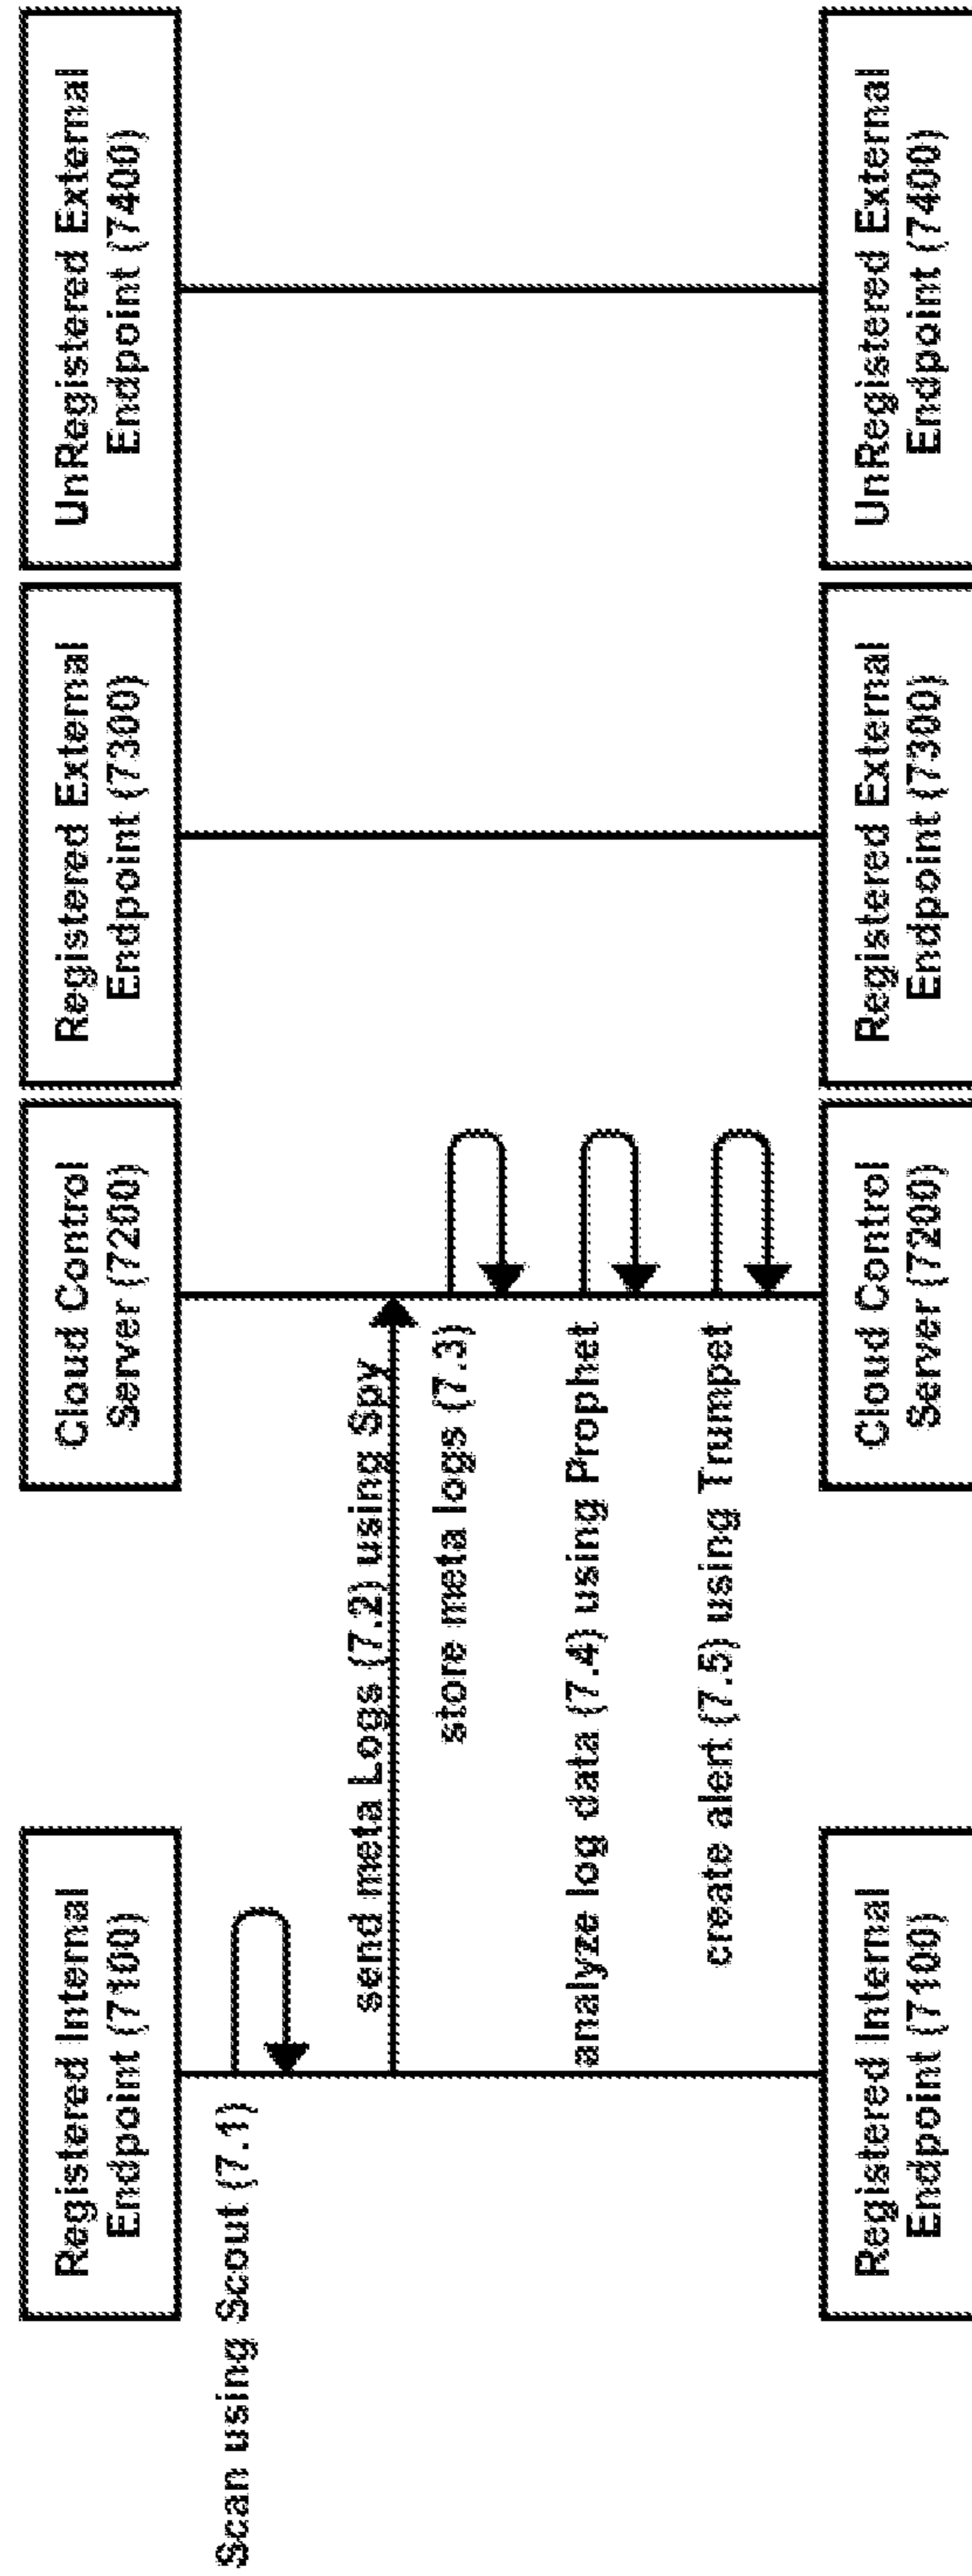 Registered Internal
Endpoint (7100)
Cloud Control
Server (7200)
Registered External
Endpoint (7300)
UnRegistered External
Endpoint (7400)
Scan using Scout (7.1)
send meta Logs (7.2) using Spy
store meta logs (7.3)
analyze log data (7.4) using Prophet
create alert (7.5) using Trumpet
Registered Internal
Endpoint (7100)
Cloud Control
Server (7200)
Registered External
Endpoint (7300)
UnRegistered External
Endpoint (7400)